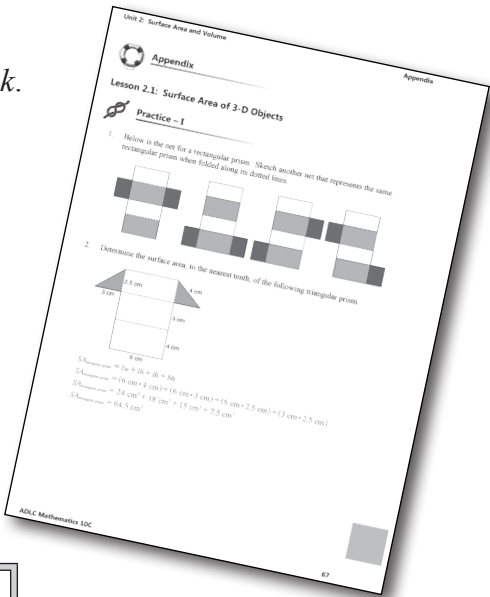 k.
Unit 2: Surface Area and Volume
Appendix
Appendix
Lesson 2.1: Surface Area of 3-D Objects
Practice – I
1. Below is the net for a rectangular prism. Sketch another net that represents the same
rectangular prism when folded along its dotted lines.
2. Determine the surface area, to the nearest tenth, of the following triangular prism.
2.5 cm
4 cm
3 cm
3 cm
4 cm
6 cm
= (6 cm • 4 cm) + (6 cm • 3 cm) + (6 cm • 2.5 cm) + (3 cm • 2.5 cm)
= 24 cm² + 18 cm² + 15 cm² + 7.5 cm²
= 64.5 cm²
ADLC Mathematics 10C
67